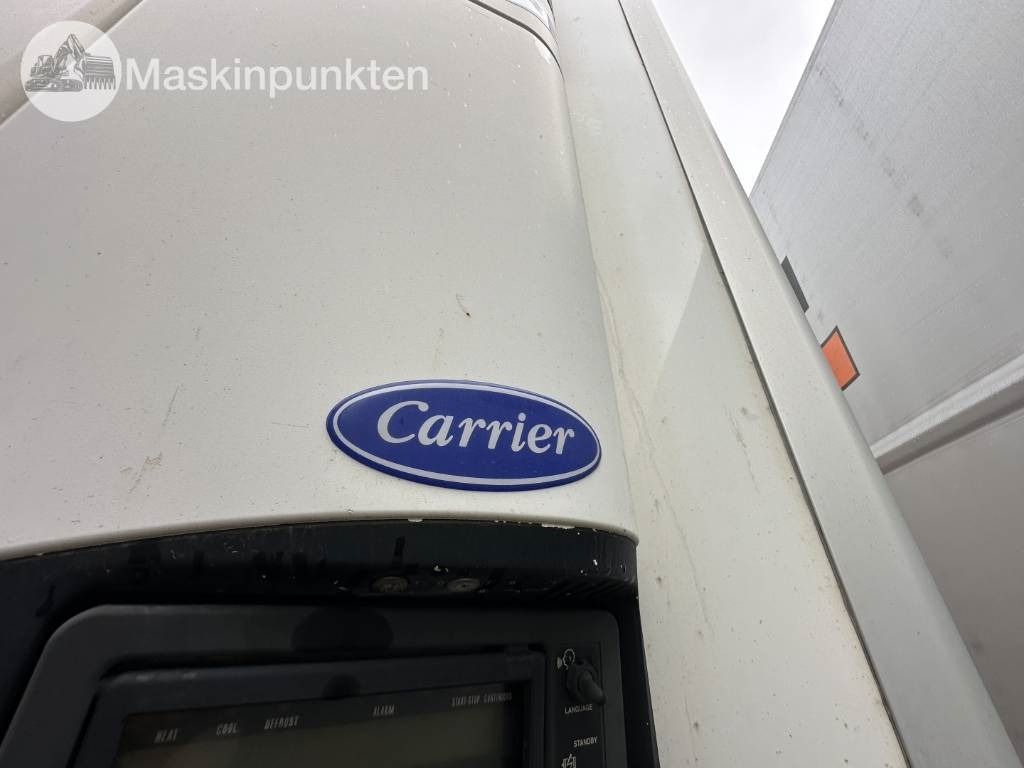 Maskinpunkten
Carrier
HEAT COOL DEFROST ALARM START-STOP CONTINUOUS
LANGUAGE
STANDBY